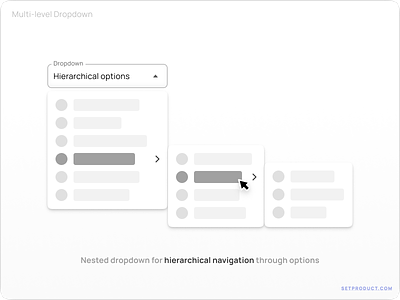 Multi-level Dropdown
Dropdown
Hierarchical options
Nested dropdown for hierarchical navigation through options
SETPRODUCT.COM